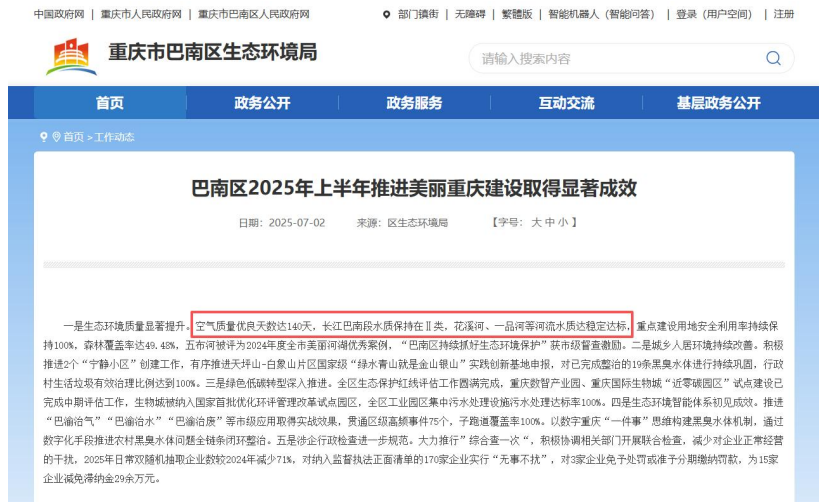 中国政府网 | 重庆市人民政府网 | 重庆市巴南区人民政府网 部门镇街 | 无障碍 | 繁體版 | 智能机器人（智能问答） | 登录（用户空间） | 注册
重庆市巴南区生态环境局
请输入搜索内容
首页 政务公开 政务服务 互动交流 基层政务公开
首页 >工作动态
巴南区2025年上半年推进美丽重庆建设取得显著成效
日期：2025-07-02 来源：区生态环境局 【字号：大 中 小】
一是生态环境质量显著提升。空气质量优良天数达140天，长江巴南段水质保持在Ⅱ类，花溪河、一品河等河流水质达稳定达标，重点建设用地安全利用率持续保
持100%，森林覆盖率达49.48%，五布河被评为2024年度全市美丽河湖优秀案例，“巴南区持续抓好生态环境保护”获市级督查激励。二是城乡人居环境持续改善。积极
推进2个“宁静小区”创建工作，有序推进天坪山-白象山片区国家级“绿水青山就是金山银山”实践创新基地申报，对已完成整治的19条黑臭水体进行持续巩固，行政
村生活垃圾有效治理比例达到100%。三是绿色低碳转型深入推进。全区生态保护红线评估工作圆满完成，重庆数智产业园、重庆国际生物城“近零碳园区”试点建设已
完成中期评估工作，生物城被纳入国家首批优化环评管理改革试点园区，全区工业园区集中污水处理设施污水处理达标率100%。四是生态环境智能体系初见成效。推进
“巴渝治气”“巴渝治水”“巴渝治废”等市级应用取得实战效果，贯通区级高频事件75个，子跑道覆盖率100%。以数字重庆“一件事”思维构建黑臭水体机制，通过
数字化手段推进农村黑臭水体问题全链条闭环整治。五是涉企行政检查进一步规范。大力推行”综合查一次“，积极协调相关部门开展联合检查，减少对企业正常经营
的干扰，2025年日常双随机抽取企业数较2024年减少71%，对纳入监督执法正面清单的170家企业实行“无事不扰”，对3家企业免予处罚或准予分期缴纳罚款，为15家
企业减免滞纳金29余万元。